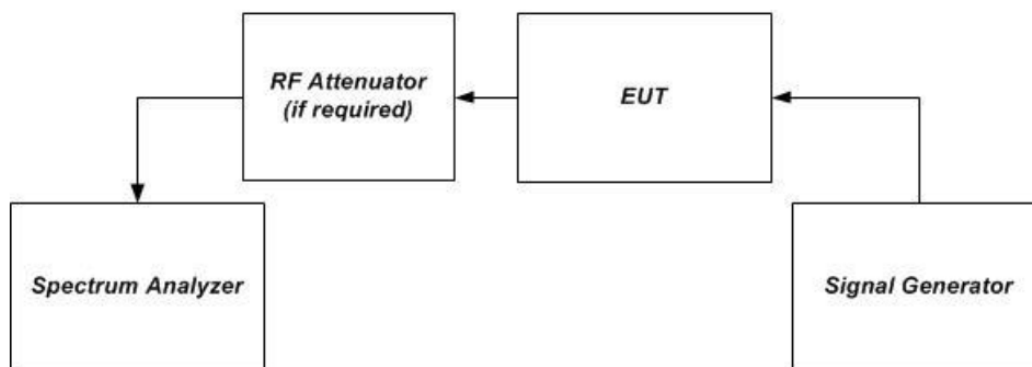 RF Attenuator
(if required)
EUT
Spectrum Analyzer
Signal Generator